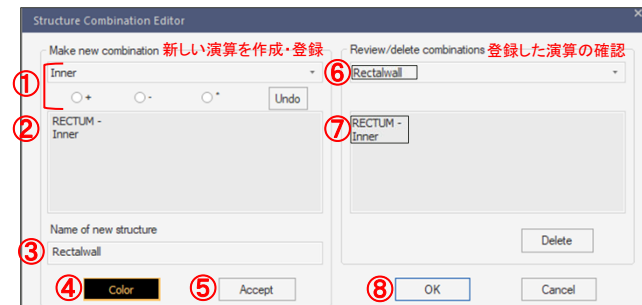 Structure Combination Editor
Make new combination 新しい演算を作成・登録
① Inner
+ - * Undo
② RECTUM -
Inner
Name of new structure
③ Rectalwall
④ Color ⑤ Accept
Review/delete combinations 登録した演算の確認
⑥ Rectalwall
⑦ RECTUM -
Inner
Delete
⑧ OK Cancel